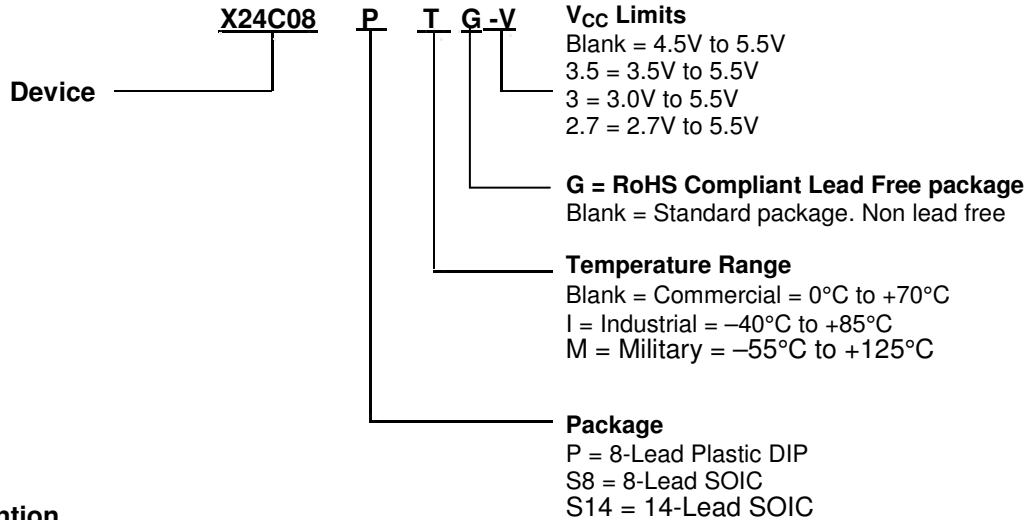 X24C08 P T G -V
Device
VCC Limits
Blank = 4.5V to 5.5V
3.5 = 3.5V to 5.5V
3 = 3.0V to 5.5V
2.7 = 2.7V to 5.5V
G = RoHS Compliant Lead Free package
Blank = Standard package. Non lead free
Temperature Range
Blank = Commercial = 0°C to +70°C
I = Industrial = –40°C to +85°C
M = Military = –55°C to +125°C
Package
P = 8-Lead Plastic DIP
S8 = 8-Lead SOIC
S14 = 14-Lead SOIC